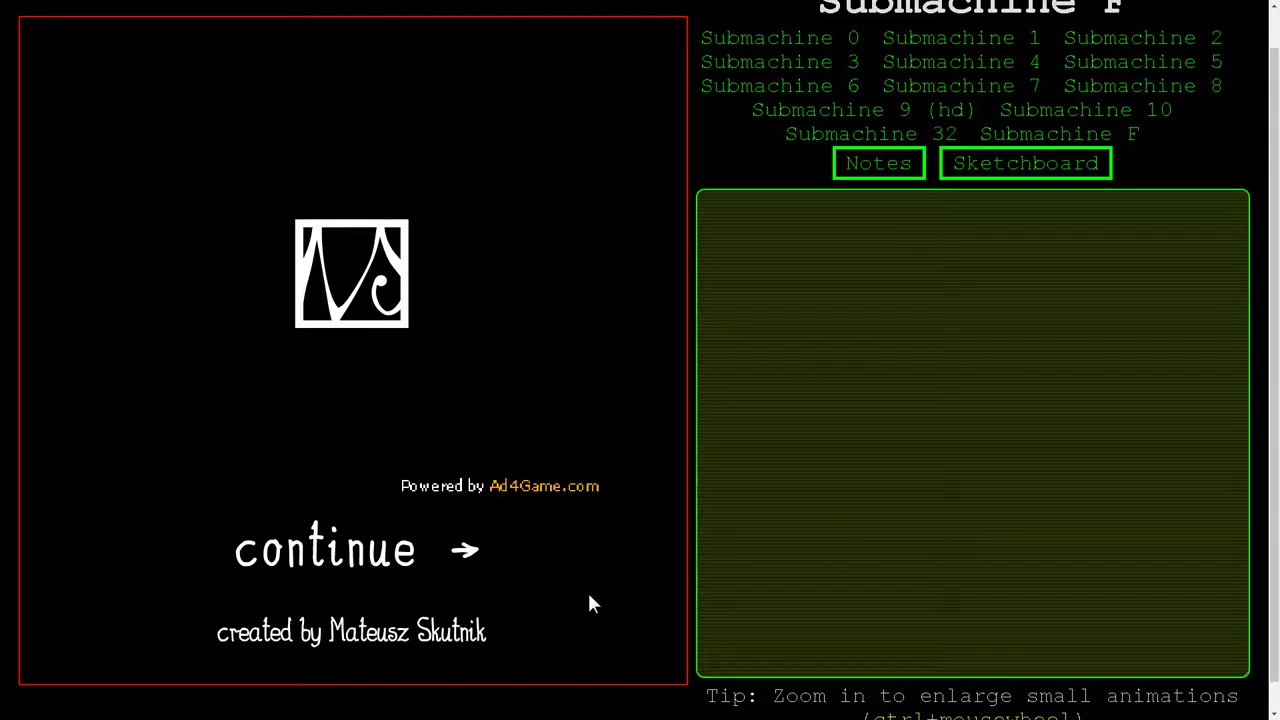 Submachine F
Submachine 0 Submachine 1 Submachine 2
Submachine 3 Submachine 4 Submachine 5
Submachine 6 Submachine 7 Submachine 8
Submachine 9 (hd) Submachine 10
Submachine 32 Submachine F
Notes Sketchboard
Powered by Ad4Game.com
continue →
created by Mateusz Skutnik
Tip: Zoom in to enlarge small animations
(ctrl+mousewheel)